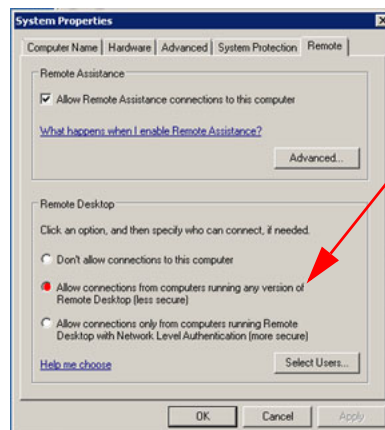 System Properties
Computer Name Hardware Advanced System Protection Remote
Remote Assistance
Allow Remote Assistance connections to this computer
What happens when I enable Remote Assistance?
Advanced...
Remote Desktop
Click an option, and then specify who can connect, if needed.
Don't allow connections to this computer
Allow connections from computers running any version of
Remote Desktop (less secure)
Allow connections only from computers running Remote
Desktop with Network Level Authentication (more secure)
Help me choose
Select Users...
OK Cancel Apply